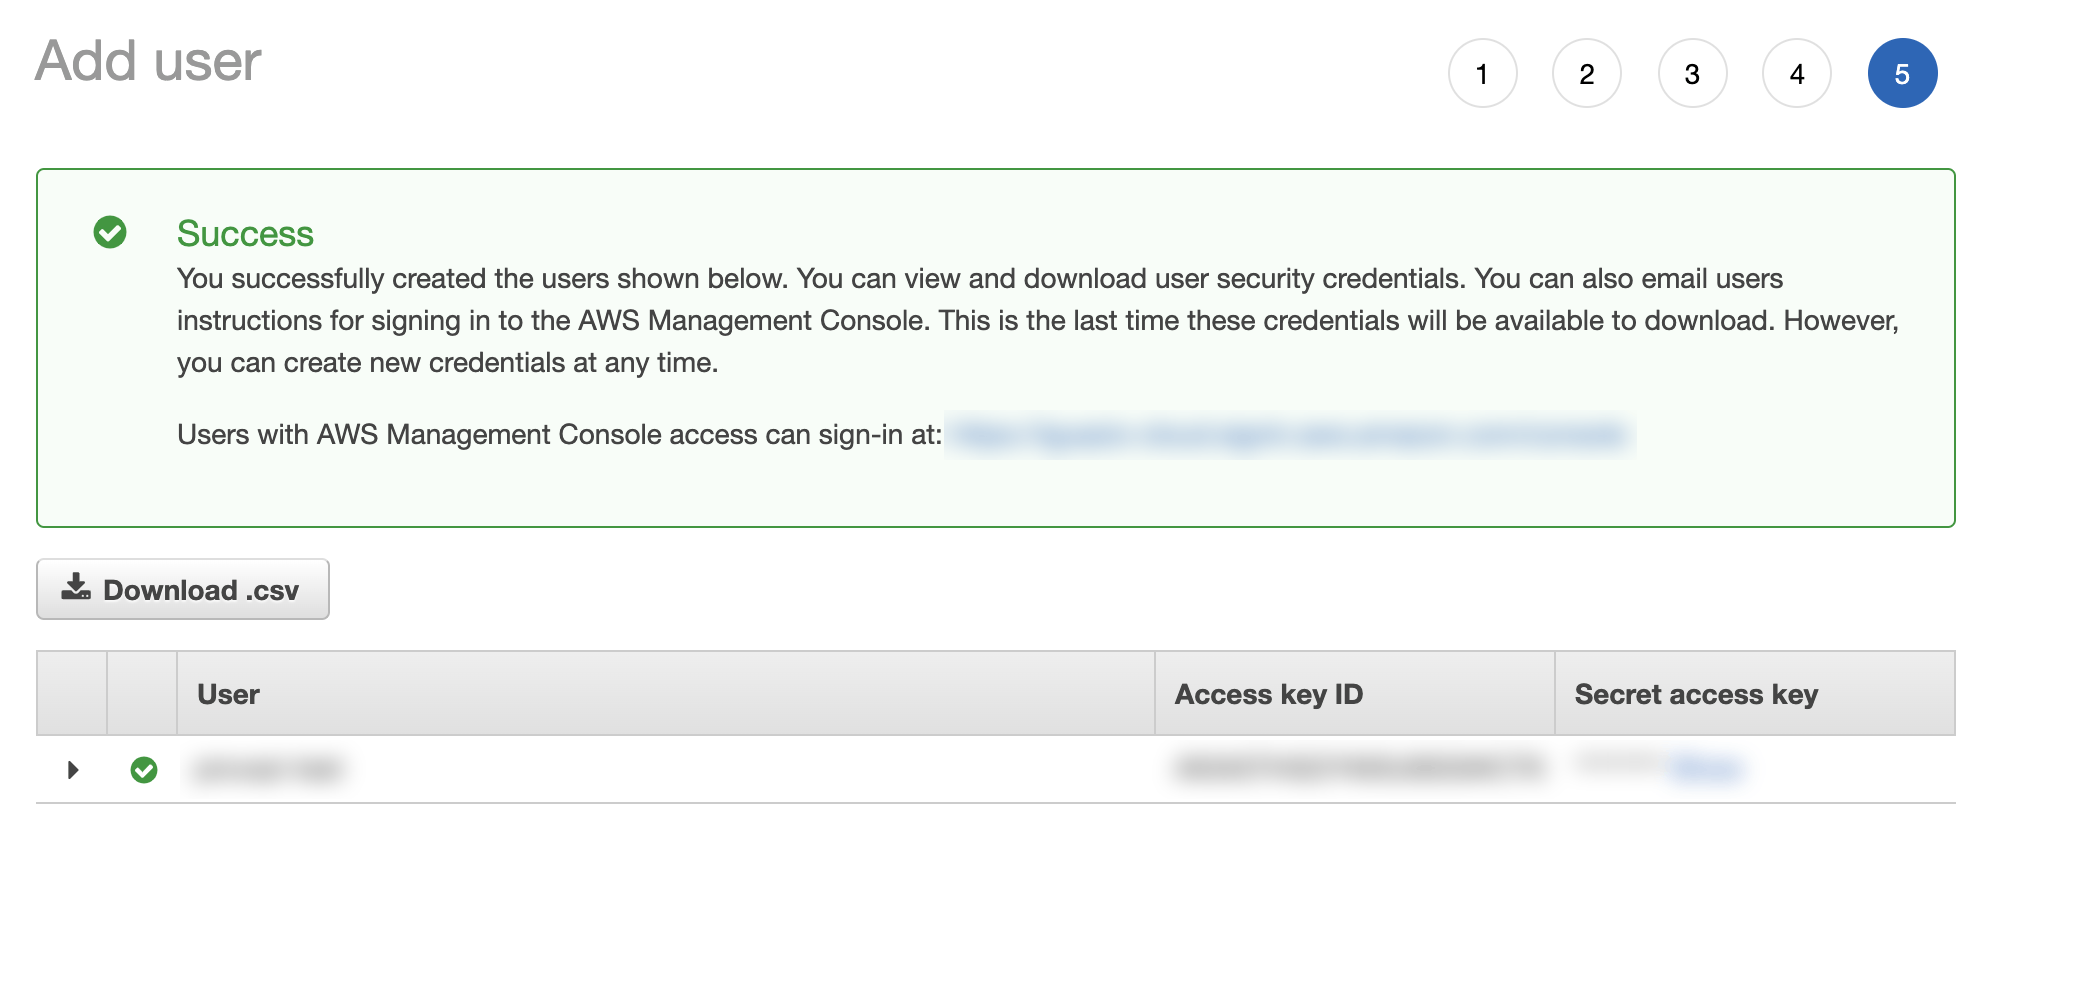 Add user
1 2 3 4 5
Success
You successfully created the users shown below. You can view and download user security credentials. You can also email users
instructions for signing in to the AWS Management Console. This is the last time these credentials will be available to download. However,
you can create new credentials at any time.
Users with AWS Management Console access can sign-in at:
Download .csv
User Access key ID Secret access key